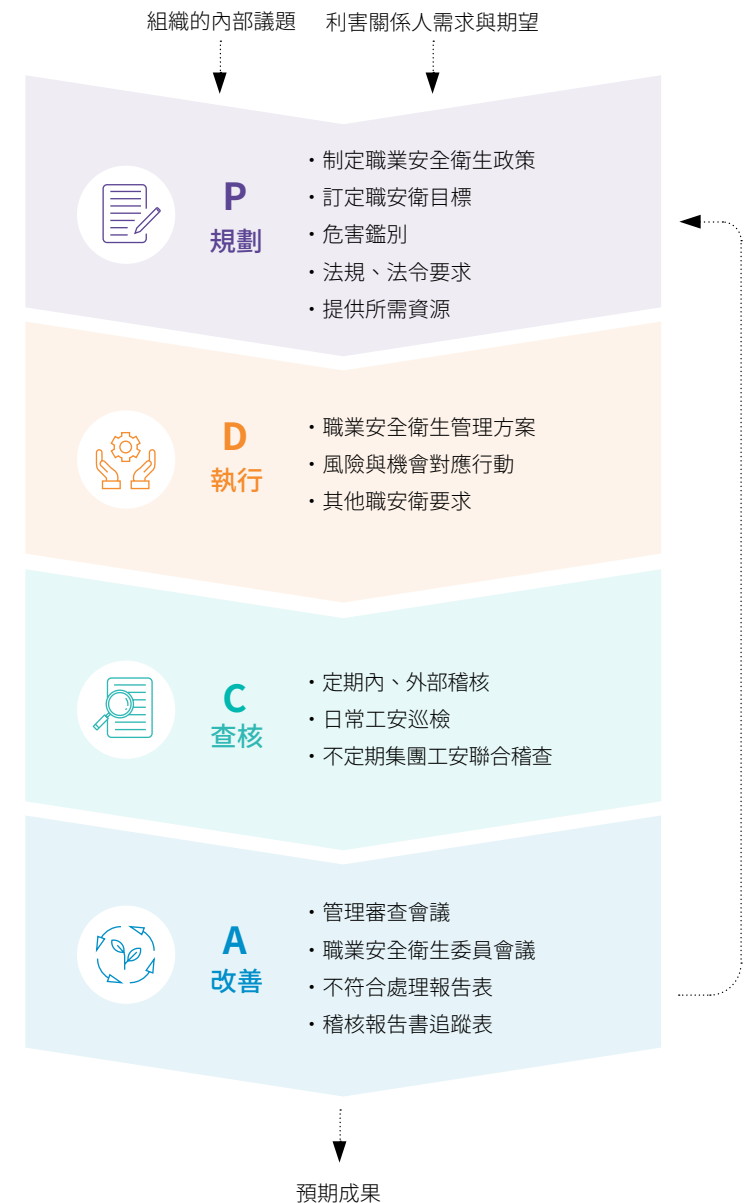 組織的內部議題 利害關係人需求與期望
P
規劃
・制定職業安全衛生政策
・訂定職安衛目標
・危害鑑別
・法規、法令要求
・提供所需資源
D
執行
・職業安全衛生管理方案
・風險與機會對應行動
・其他職安衛要求
C
查核
・定期內、外部稽核
・日常工安巡檢
・不定期集團工安聯合稽查
A
改善
・管理審查會議
・職業安全衛生委員會議
・不符合處理報告表
・稽核報告書追蹤表
預期成果